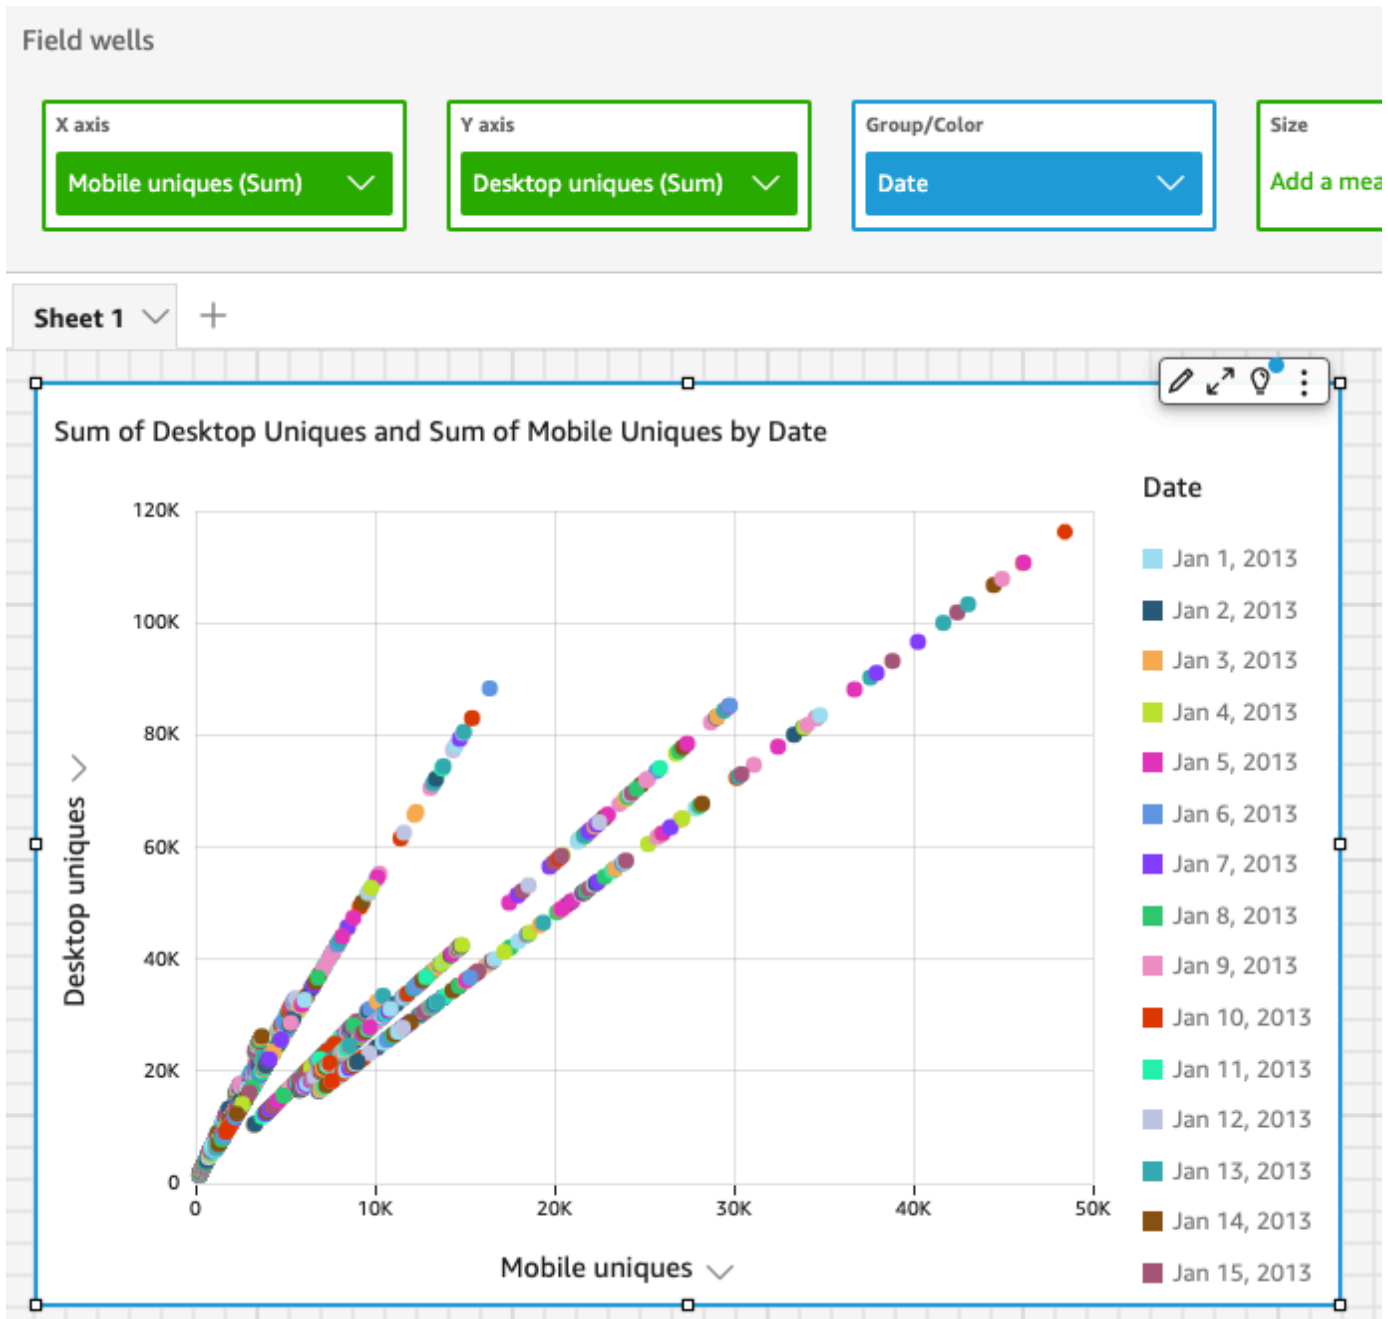 Field wells
X axis
Mobile uniques (Sum)
Y axis
Desktop uniques (Sum)
Group/Color
Date
Size
Add a mea
Sheet 1
Sum of Desktop Uniques and Sum of Mobile Uniques by Date
Desktop uniques
120K
100K
80K
60K
40K
20K
0
0
10K
20K
30K
40K
50K
Mobile uniques
Date
Jan 1, 2013
Jan 2, 2013
Jan 3, 2013
Jan 4, 2013
Jan 5, 2013
Jan 6, 2013
Jan 7, 2013
Jan 8, 2013
Jan 9, 2013
Jan 10, 2013
Jan 11, 2013
Jan 12, 2013
Jan 13, 2013
Jan 14, 2013
Jan 15, 2013